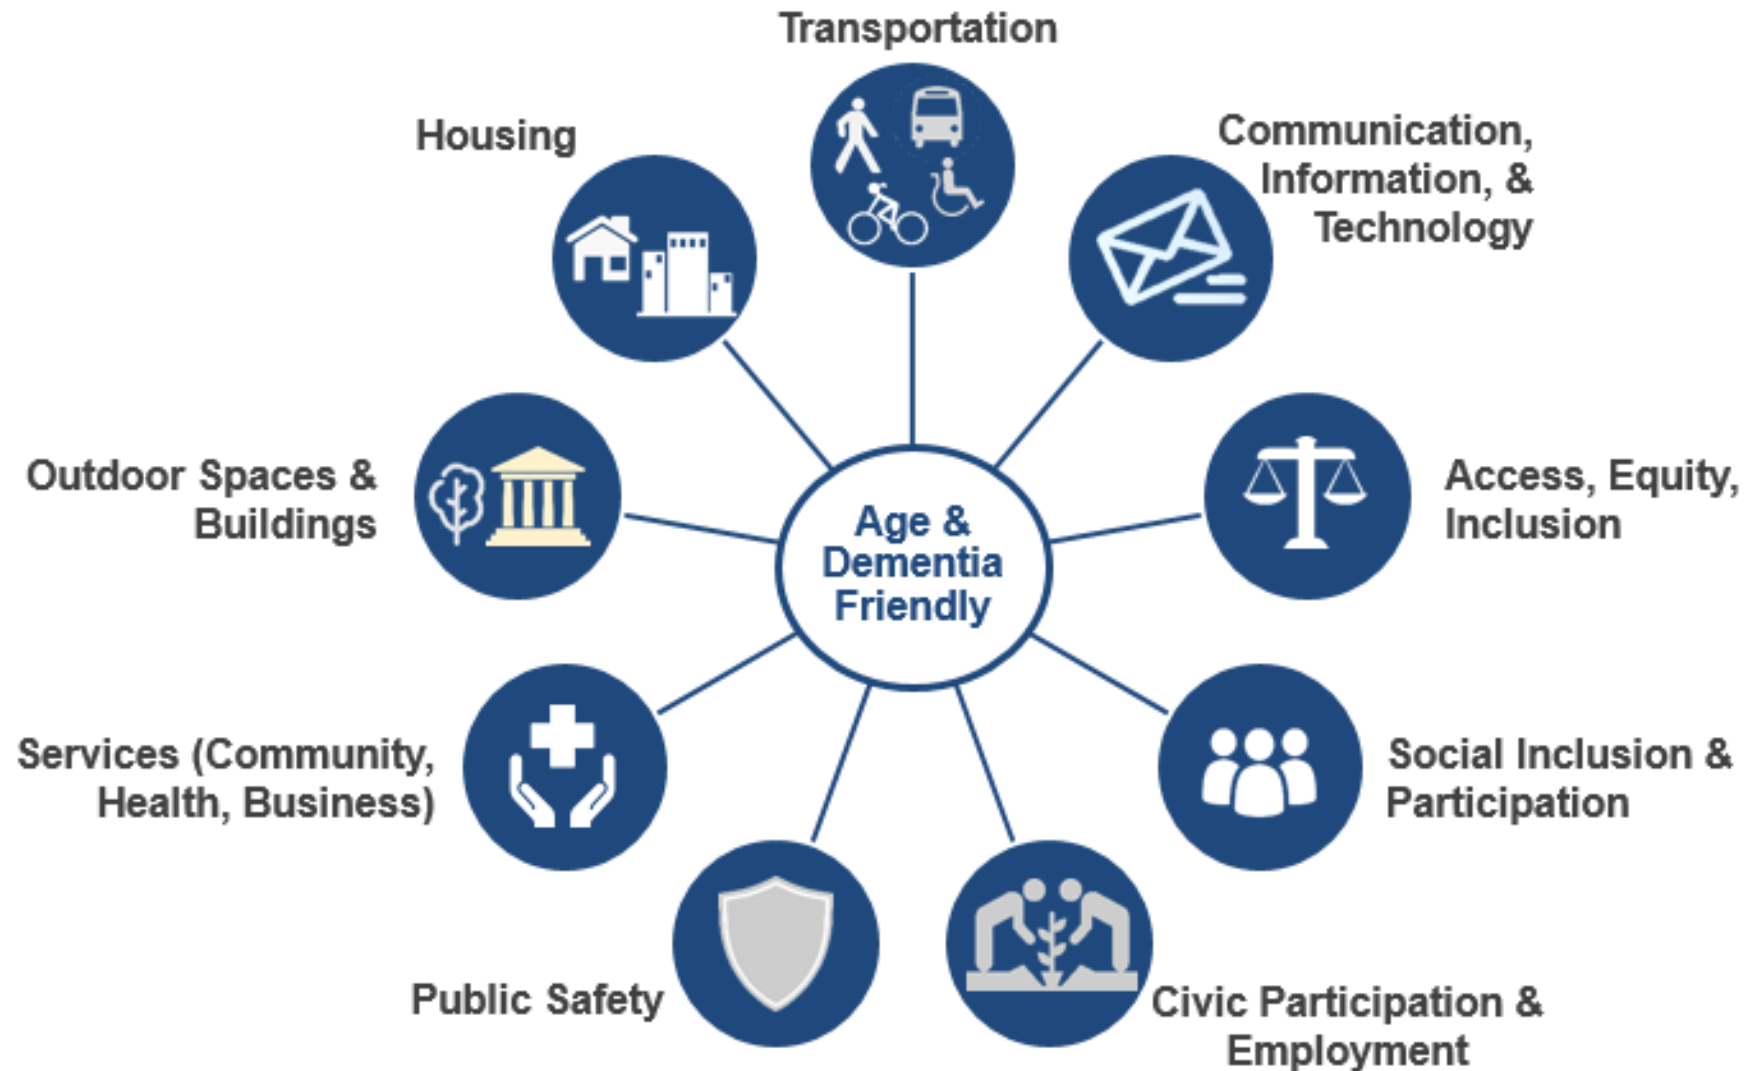 Transportation
Housing
Communication,
Information, &
Technology
Outdoor Spaces &
Buildings
Access, Equity,
Inclusion
Age &
Dementia
Friendly
Services (Community,
Health, Business)
Social Inclusion &
Participation
Public Safety
Civic Participation &
Employment